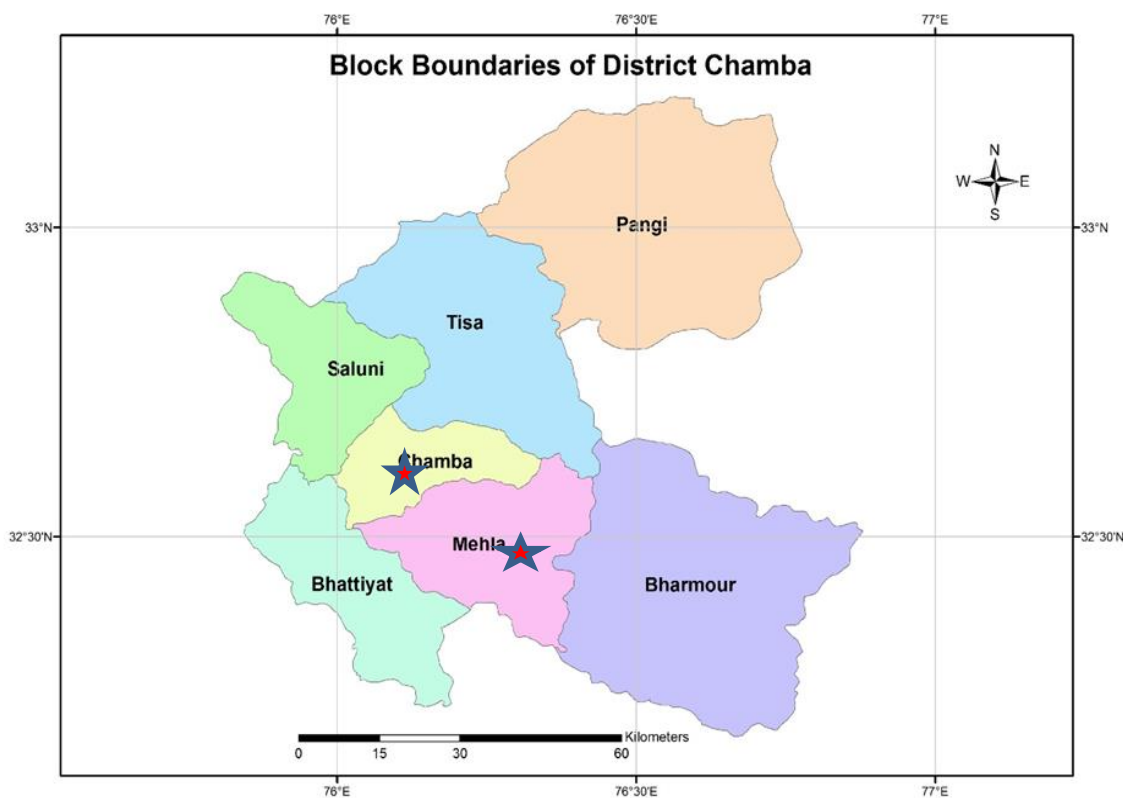 76°E 76°30'E 77°E
Block Boundaries of District Chamba
N
W E
S
Pangi
33°N 33°N
Tisa
Saluni
Chamba
32°30'N 32°30'N
Mehla
Bhattiyat
Bharmour
Kilometers
0 15 30 60
76°E 76°30'E 77°E